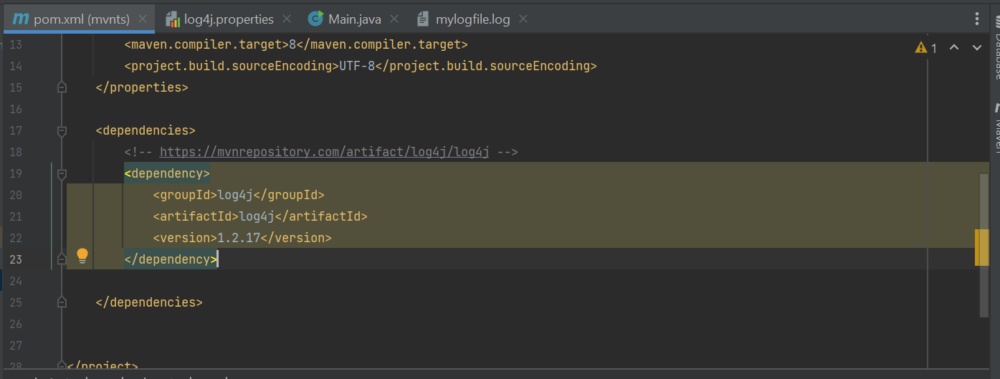 m pom.xml (mvnts) log4j.properties Main.java mylogfile.log
13 <maven.compiler.target>8</maven.compiler.target>
1
14 <project.build.sourceEncoding>UTF-8</project.build.sourceEncoding>
15 </properties>
16
17 <dependencies>
18 <!-- https://mvnrepository.com/artifact/log4j/log4j -->
19 <dependency>
20 <groupId>log4j</groupId>
21 <artifactId>log4j</artifactId>
22 <version>1.2.17</version>
23 </dependency>
24
25 </dependencies>
26
27
28 </project>
Database
Maven